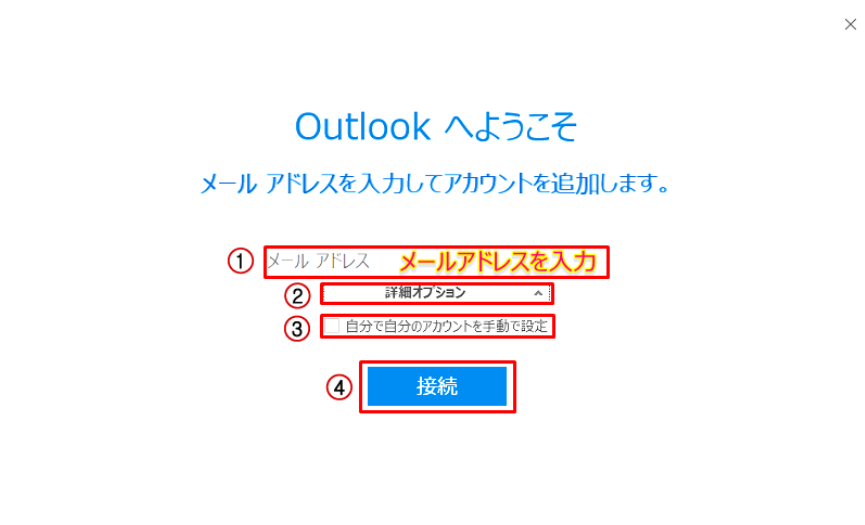 Outlook へようこそ
メール アドレスを入力してアカウントを追加します。
① メール アドレス メールアドレスを入力
② 詳細オプション
③ 自分で自分のアカウントを手動で設定
④ 接続